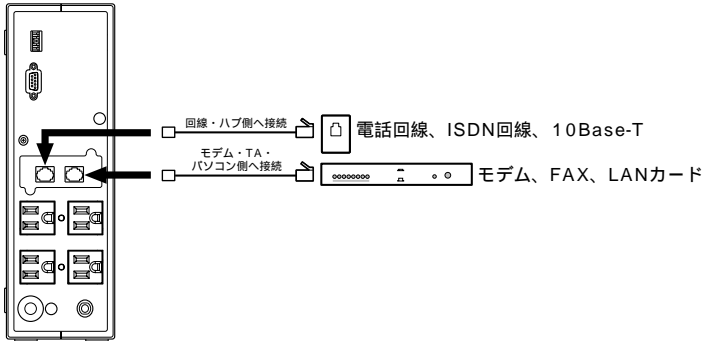 回線・ハブ側へ接続
電話回線、ISDN回線、10Base-T
モデム・TA・
パソコン側へ接続
モデム、FAX、LANカード